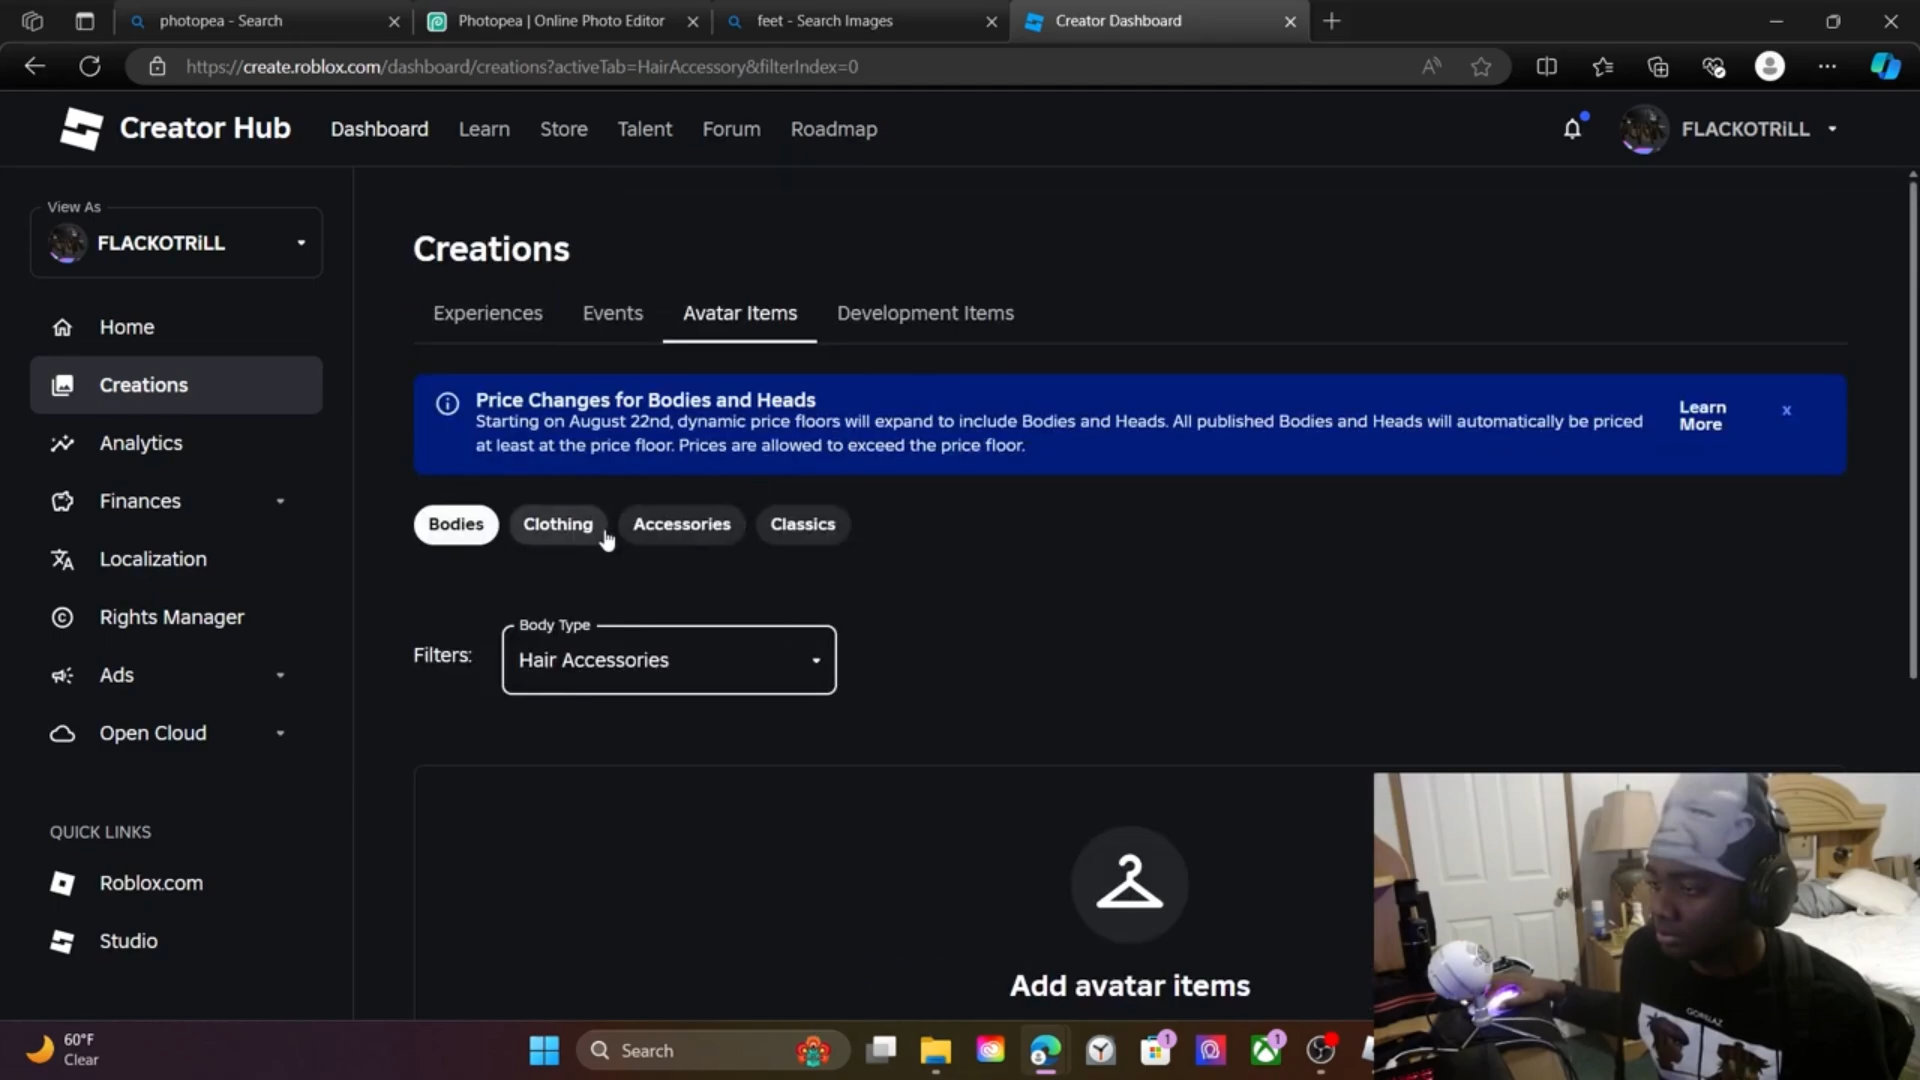 photopea - Search
Photopea | Online Photo Editor
feet - Search Images
Creator Dashboard
https://create.roblox.com/dashboard/creations?activeTab=HairAccessory&filterIndex=0
Creator Hub
Dashboard
Learn
Store
Talent
Forum
Roadmap
FLACKOTRiLL
View As
FLACKOTRiLL
Home
Creations
Analytics
Finances
Localization
Rights Manager
Ads
Open Cloud
QUICK LINKS
Roblox.com
Studio
Creations
Experiences
Events
Avatar Items
Development Items
Price Changes for Bodies and Heads
Starting on August 22nd, dynamic price floors will expand to include Bodies and Heads. All published Bodies and Heads will automatically be priced
at least at the price floor. Prices are allowed to exceed the price floor.
Learn
More
x
Bodies
Clothing
Accessories
Classics
Filters:
Body Type
Hair Accessories
Add avatar items
GORILLAZ
60°F
Clear
Search
1
1